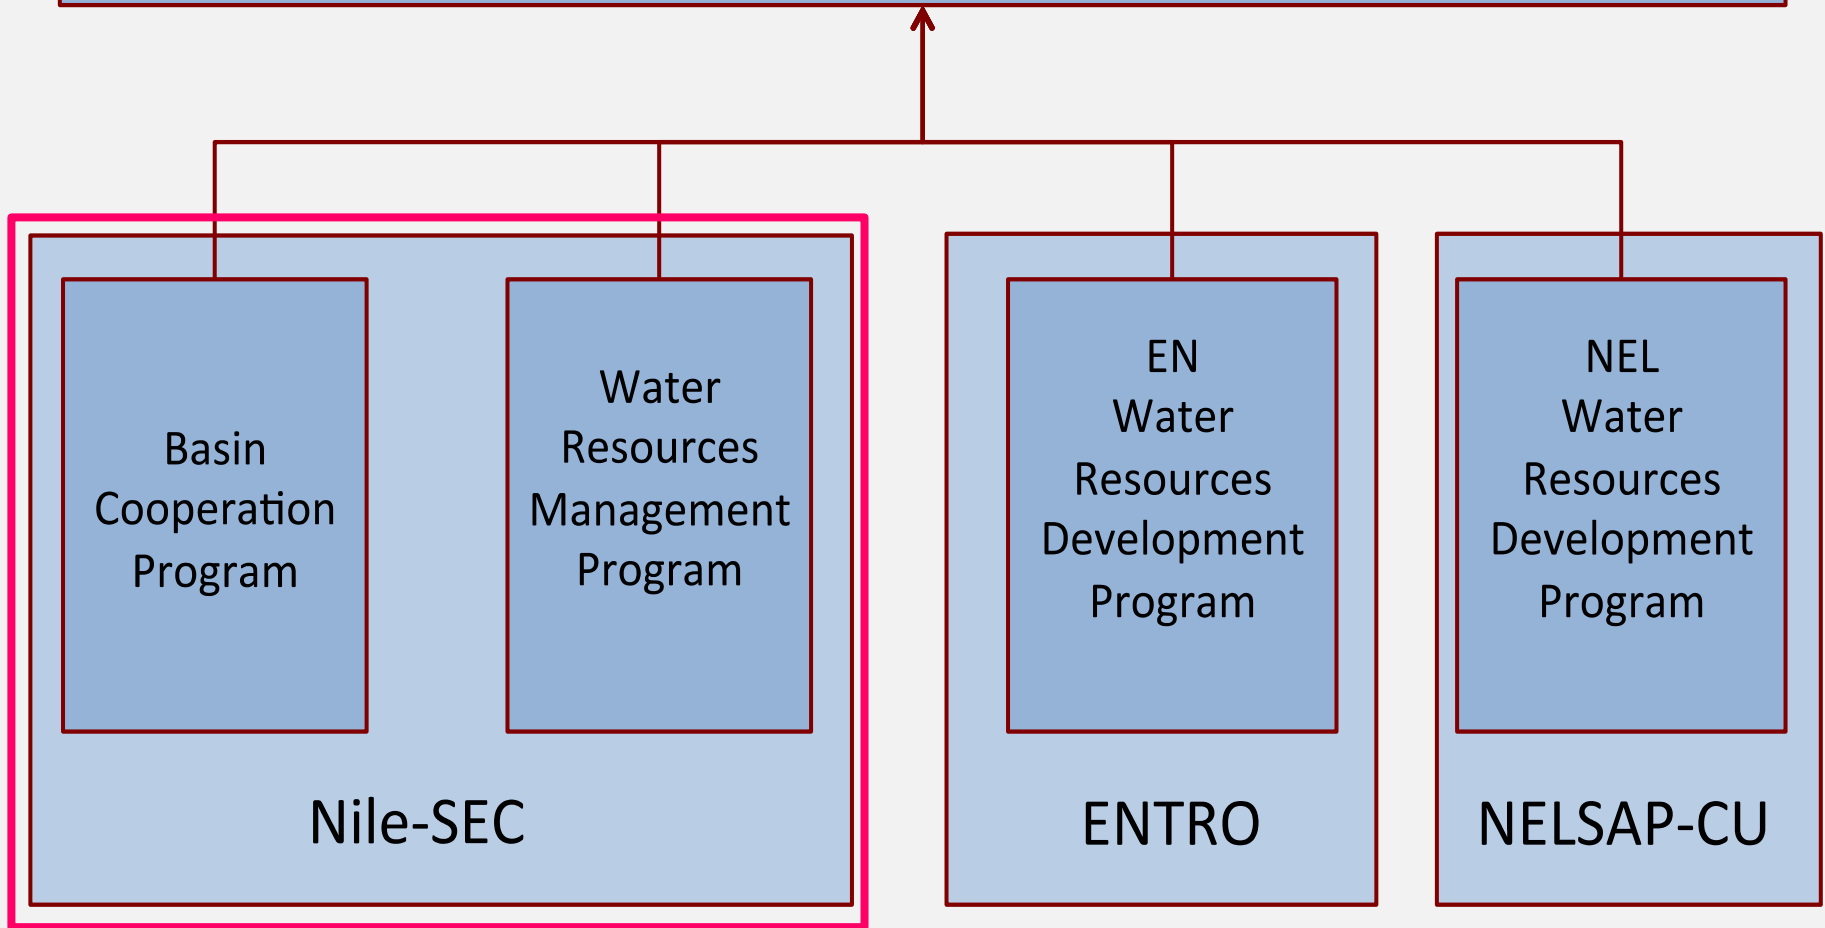 Basin
Cooperation
Program
Water
Resources
Management
Program
Nile-SEC
EN
Water
Resources
Development
Program
ENTRO
NEL
Water
Resources
Development
Program
NELSAP-CU